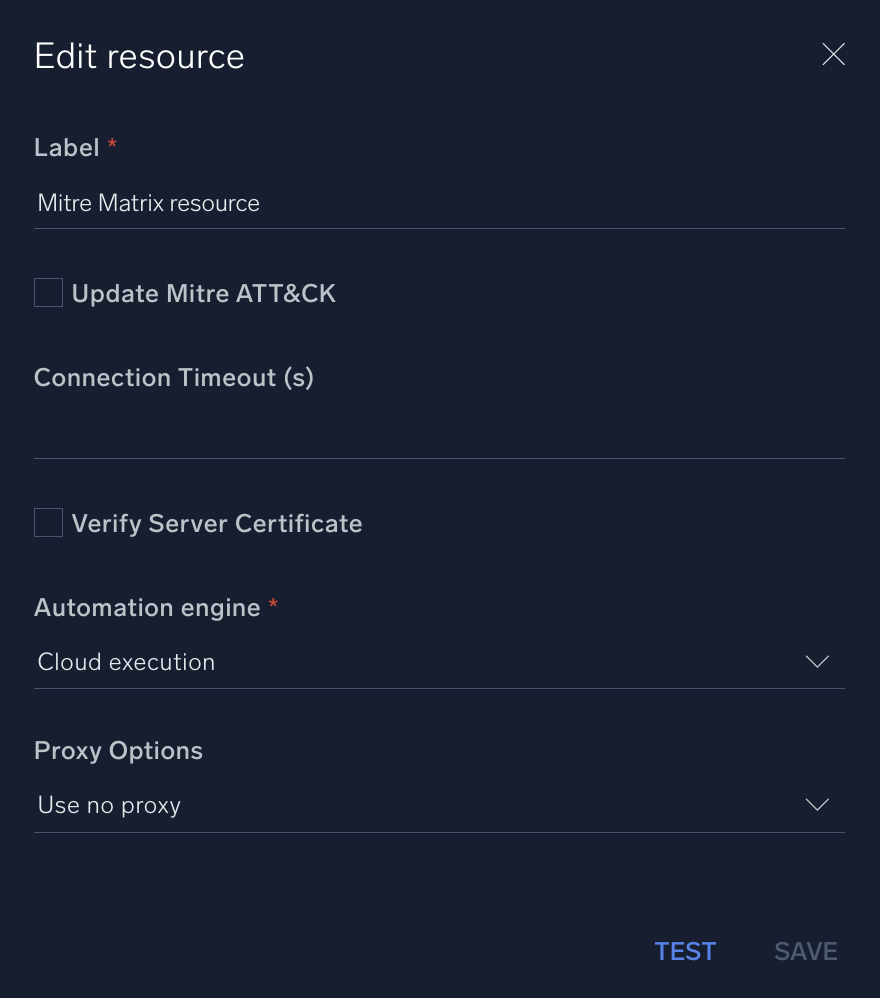 Edit resource
Label *
Mitre Matrix resource
Update Mitre ATT&CK
Connection Timeout (s)
Verify Server Certificate
Automation engine *
Cloud execution
Proxy Options
Use no proxy
TEST SAVE